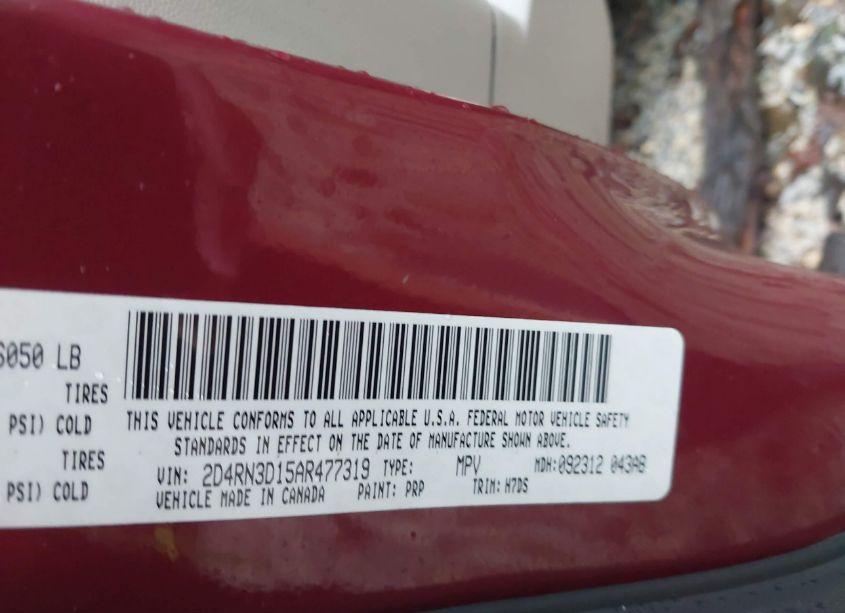 6050 LB
TIRES
PSI) COLD
TIRES
PSI) COLD
THIS VEHICLE CONFORMS TO ALL APPLICABLE U.S.A. FEDERAL MOTOR VEHICLE SAFETY
STANDARDS IN EFFECT ON THE DATE OF MANUFACTURE SHOWN ABOVE.
VIN: 2D4RN3D15AR477319 TYPE: MPV MDH:092312 043AB
VEHICLE MADE IN CANADA PAINT: PRP TRIM: H7DS